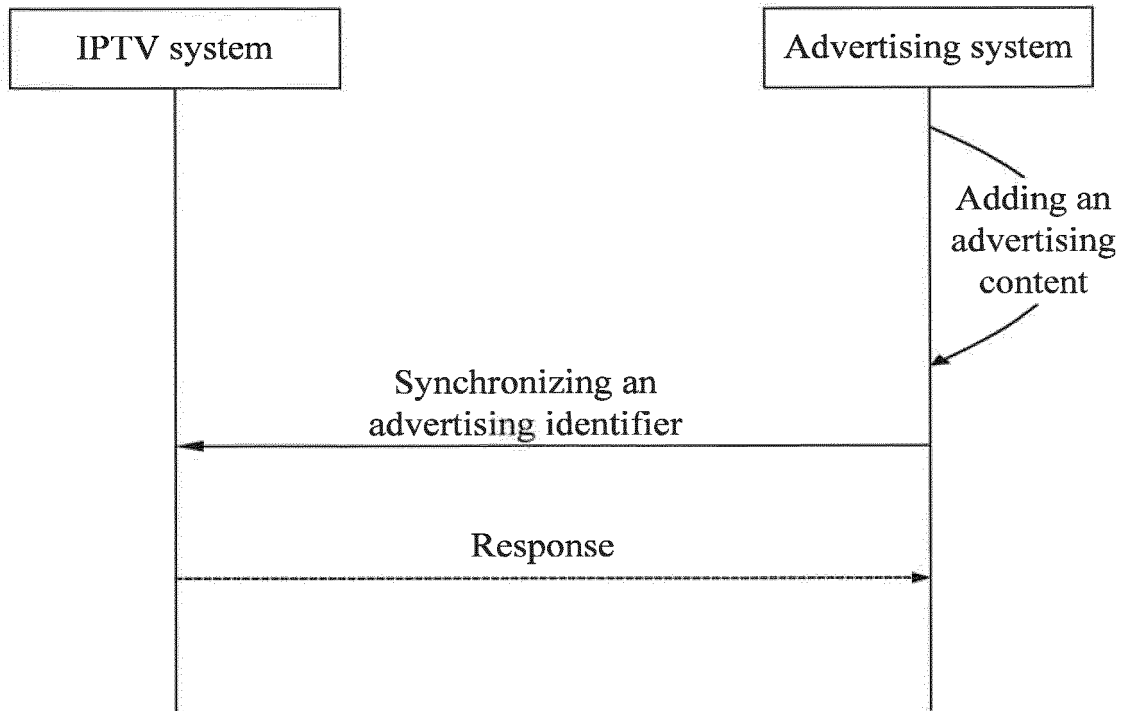 IPTV system
Advertising system
Adding an
advertising
content
Synchronizing an
advertising identifier
Response